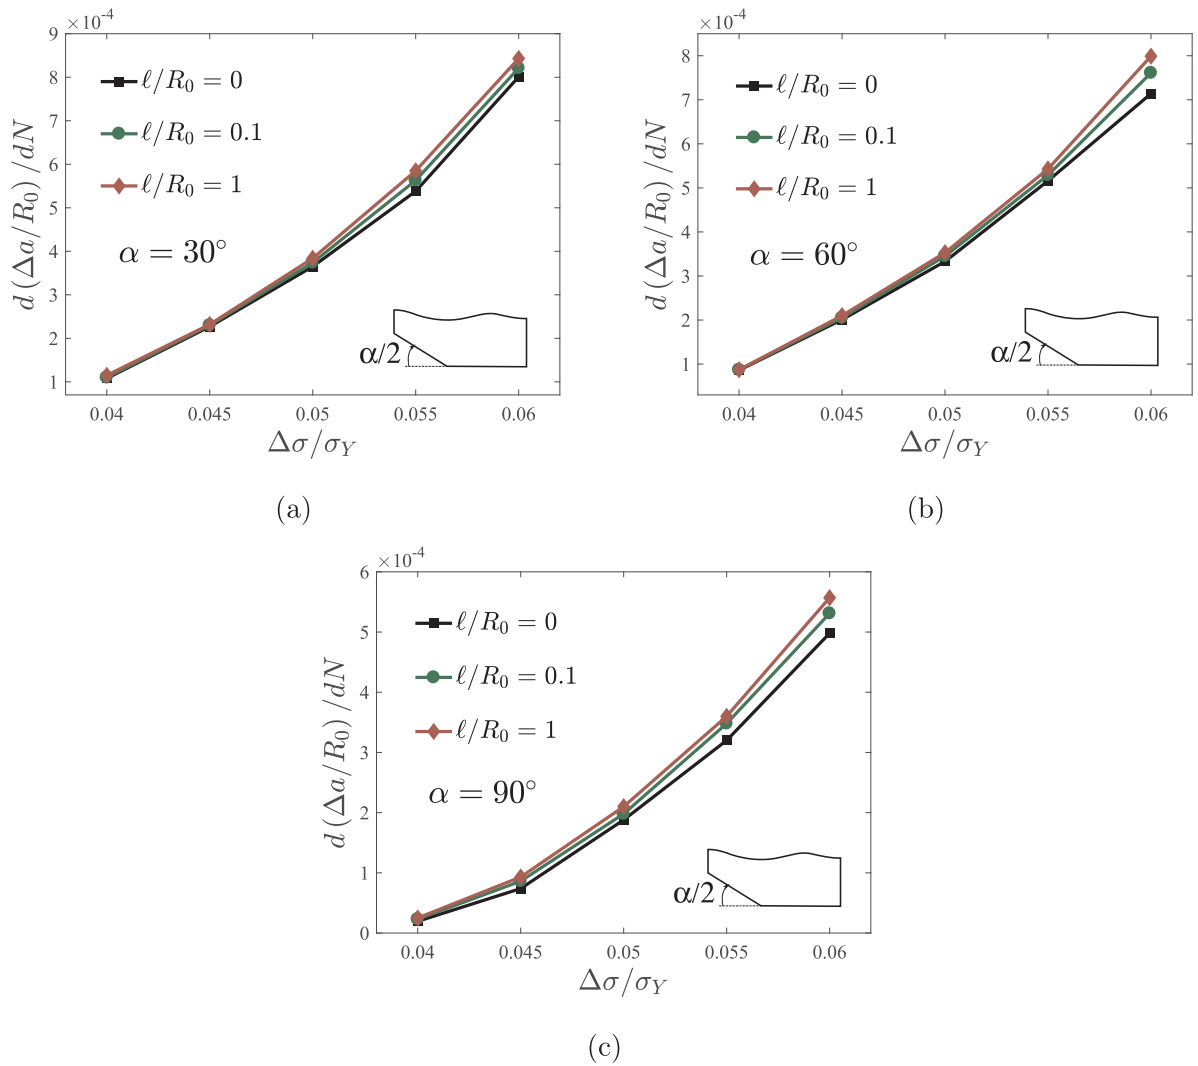 ×10-4
9
8
7
6
5
4
3
2
1
0.04 0.045 0.05 0.055 0.06
d (Δa/R0) /dN
Δσ/σY
ℓ/R0 = 0
ℓ/R0 = 0.1
ℓ/R0 = 1
α = 30°
α/2
(a)
×10-4
8
7
6
5
4
3
2
1
0.04 0.045 0.05 0.055 0.06
d (Δa/R0) /dN
Δσ/σY
ℓ/R0 = 0
ℓ/R0 = 0.1
ℓ/R0 = 1
α = 60°
α/2
(b)
×10-4
6
5
4
3
2
1
0
0.04 0.045 0.05 0.055 0.06
d (Δa/R0) /dN
Δσ/σY
ℓ/R0 = 0
ℓ/R0 = 0.1
ℓ/R0 = 1
α = 90°
α/2
(c)